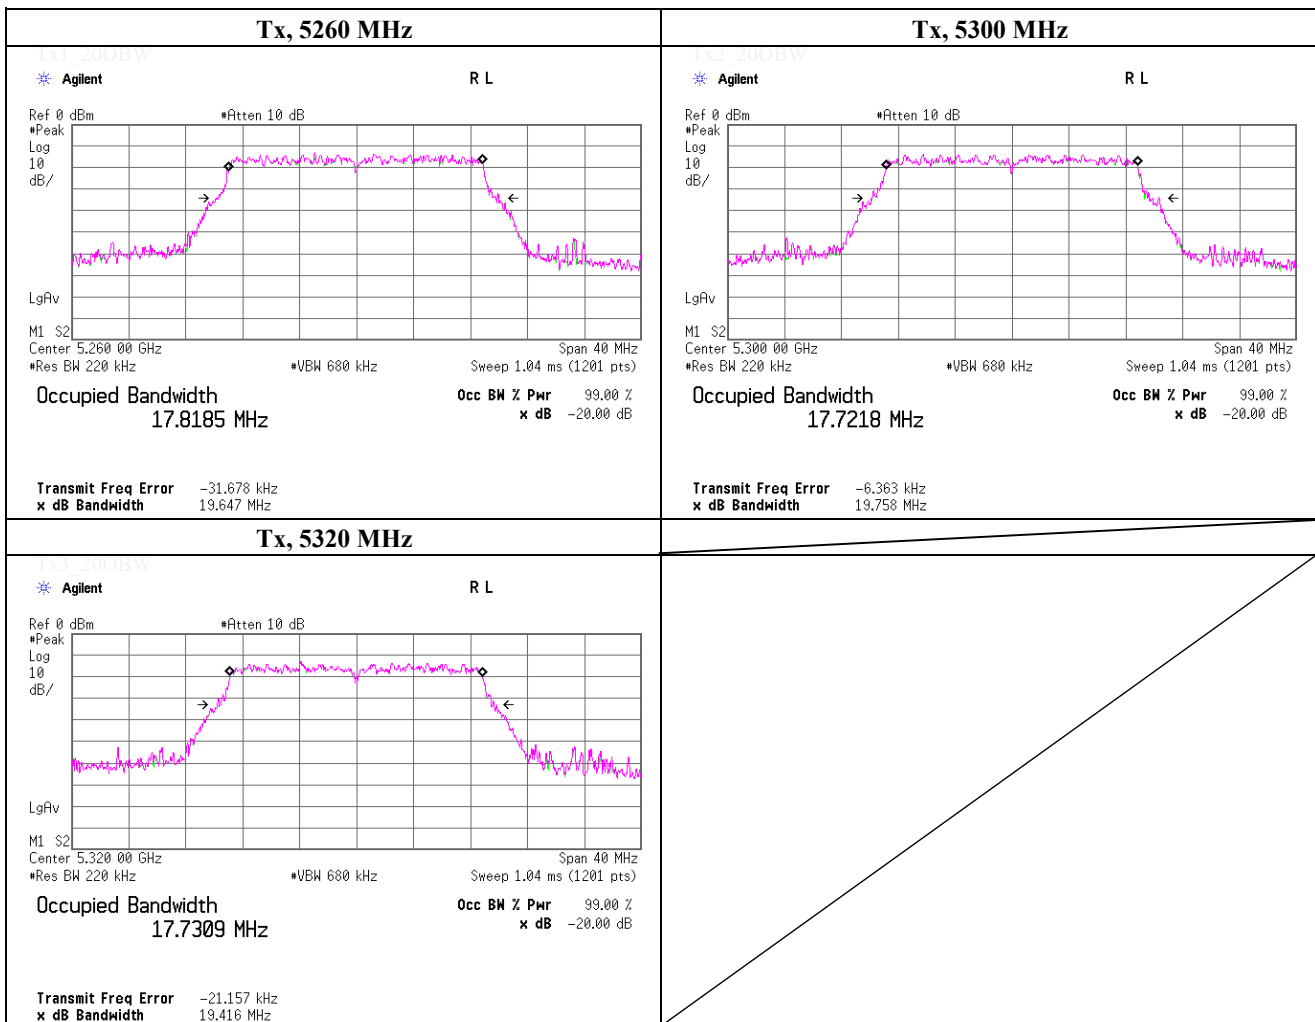 Tx, 5260 MHz
Tx1_20OBW
Agilent R L
Ref 0 dBm #Atten 10 dB
#Peak
Log
10
dB/
LgAv
M1 S2
Center 5.260 00 GHz Span 40 MHz
#Res BW 220 kHz #VBW 680 kHz Sweep 1.04 ms (1201 pts)
Occupied Bandwidth Occ BW % Pwr 99.00 %
17.8185 MHz x dB -20.00 dB
Transmit Freq Error -31.678 kHz
x dB Bandwidth 19.647 MHz
Tx, 5300 MHz
Tx2_20OBW
Agilent R L
Ref 0 dBm #Atten 10 dB
#Peak
Log
10
dB/
LgAv
M1 S2
Center 5.300 00 GHz Span 40 MHz
#Res BW 220 kHz #VBW 680 kHz Sweep 1.04 ms (1201 pts)
Occupied Bandwidth Occ BW % Pwr 99.00 %
17.7218 MHz x dB -20.00 dB
Transmit Freq Error -6.363 kHz
x dB Bandwidth 19.758 MHz
Tx, 5320 MHz
Tx3_20OBW
Agilent R L
Ref 0 dBm #Atten 10 dB
#Peak
Log
10
dB/
LgAv
M1 S2
Center 5.320 00 GHz Span 40 MHz
#Res BW 220 kHz #VBW 680 kHz Sweep 1.04 ms (1201 pts)
Occupied Bandwidth Occ BW % Pwr 99.00 %
17.7309 MHz x dB -20.00 dB
Transmit Freq Error -21.157 kHz
x dB Bandwidth 19.416 MHz